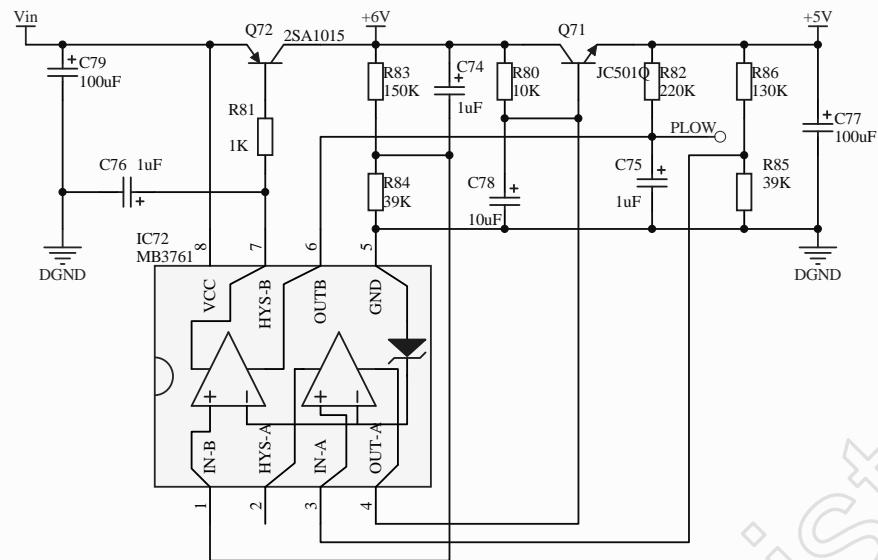 Vin
Q72
2SA1015
+6V
Q71
+5V
C79
100uF
R83
150K
C74
1uF
R80
10K
JC501Q
R82
220K
R86
130K
R81
1K
PLOW
C77
100uF
C76
1uF
R84
39K
C78
10uF
C75
1uF
R85
39K
DGND
DGND
IC72
MB3761
8
7
6
5
VCC
HYS-B
OUTB
GND
IN-B
HYS-A
IN-A
OUT-A
1
2
3
4